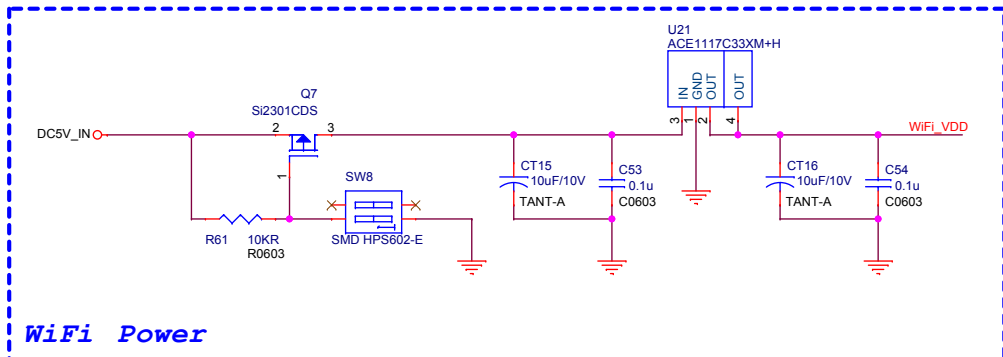 U21
ACE1117C33XM+H
IN
GND
OUT
OUT
3
1
2
4
Q7
Si2301CDS
DC5V_IN
2
3
1
WiFi_VDD
CT15
10uF/10V
TANT-A
C53
0.1u
C0603
CT16
10uF/10V
TANT-A
C54
0.1u
C0603
SW8
SMD HPS602-E
R61 10KR
R0603
WiFi Power